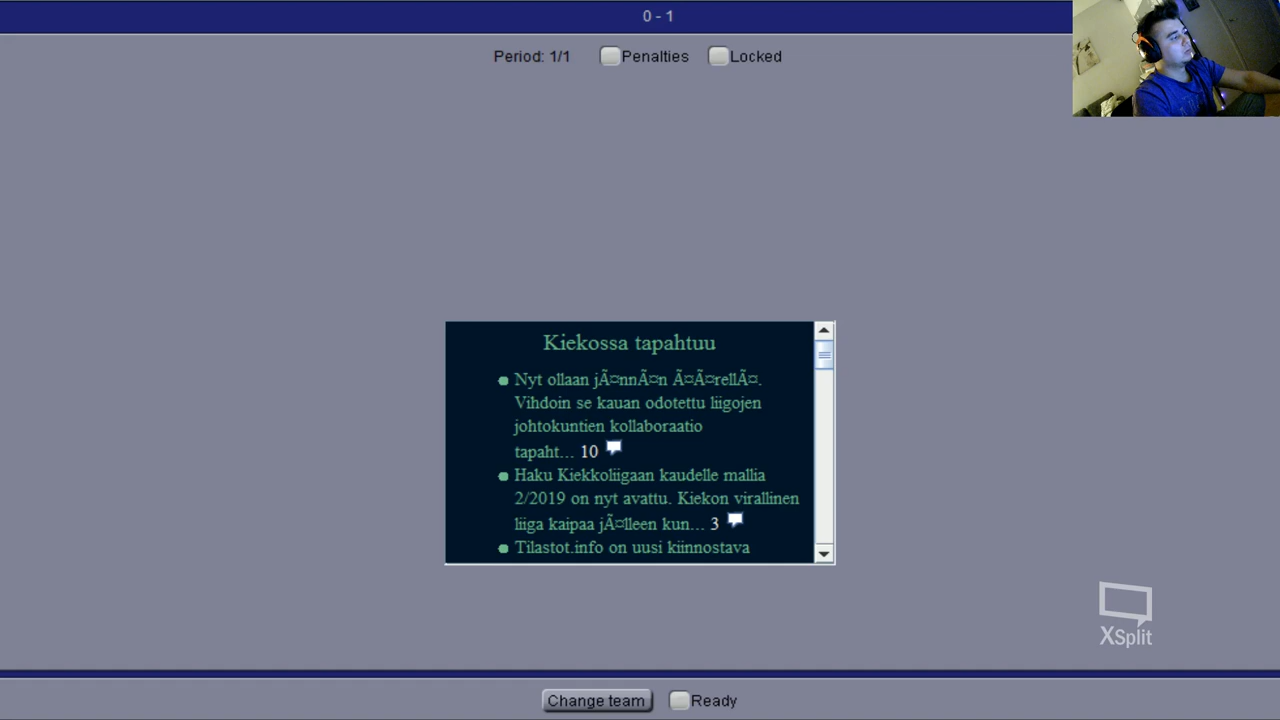 0 - 1
Period: 1/1 Penalties Locked
Kiekossa tapahtuu
Nyt ollaan jÃ¤nnÃ¤n Ã¤Ã¤rellÃ¤.
Vihdoin se kauan odotettu liigojen
johtokuntien kollaboraatio
tapaht... 10
Haku Kiekkoliigaan kaudelle mallia
2/2019 on nyt avattu. Kiekon virallinen
liiga kaipaa jÃ¤lleen kun... 3
Tilastot.info on uusi kiinnostava
XSplit
Change team Ready